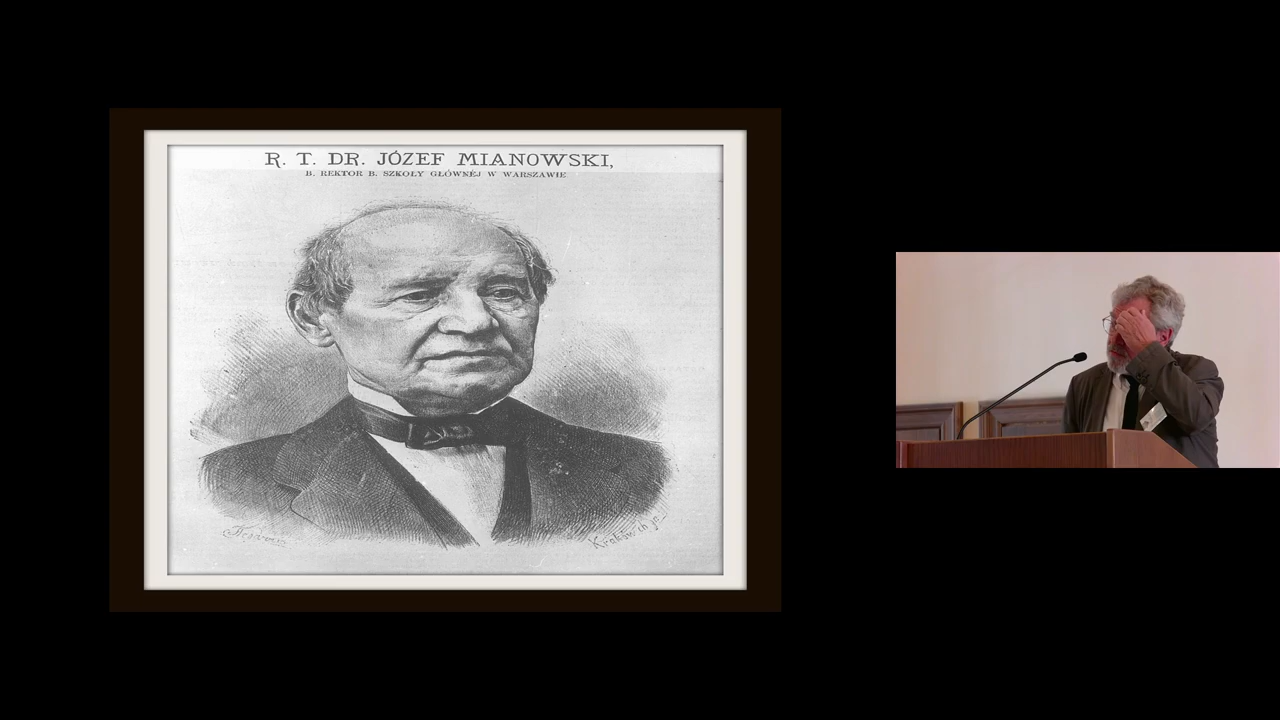 R. T. DR. JÓZEF MIANOWSKI,
B. REKTOR B. SZKOŁY GŁÓWNÉJ W WARSZAWIE